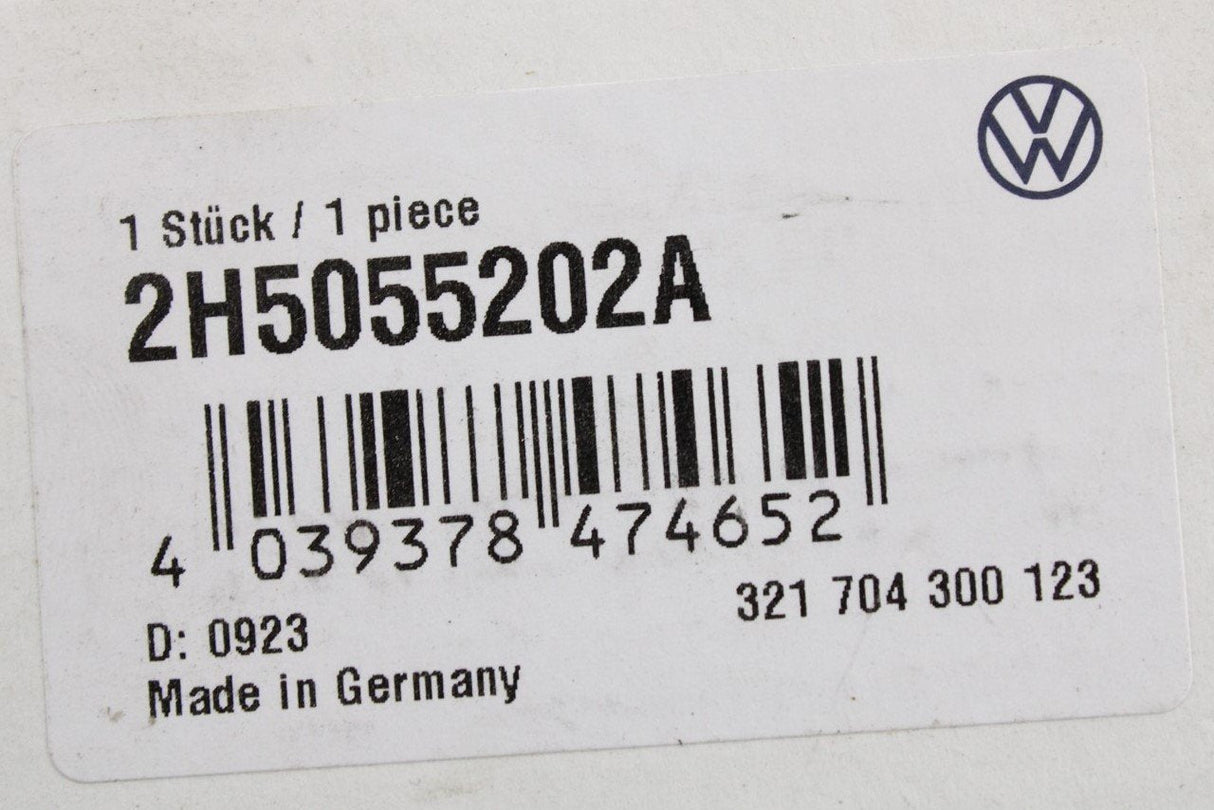 1 Stück / 1 piece
2H5055202A
4 039378 474652
321 704 300 123
D: 0923
Made in Germany